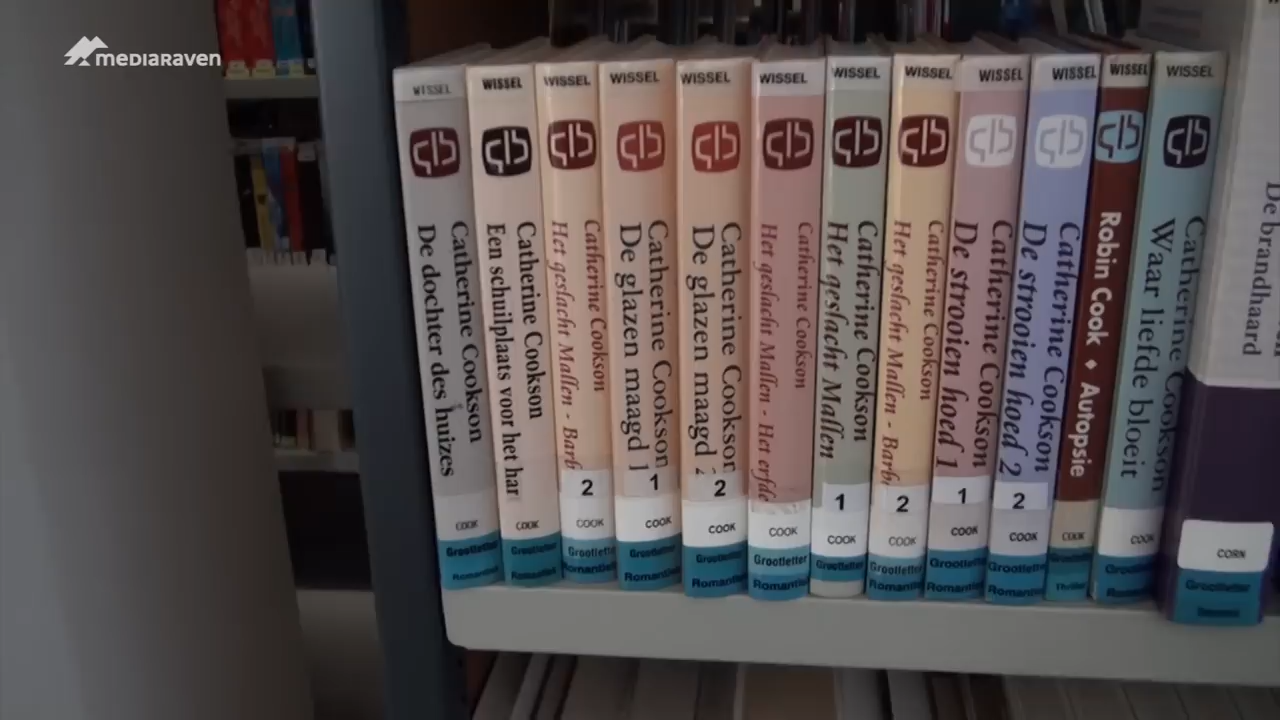 MEDIARAVEN
WISSEL
Catherine Cookson
De dochter des huizes
COOK
Grootletter
Romantiek
WISSEL
Catherine Cookson
Een schuilplaats voor het har
COOK
Grootletter
Romantiek
WISSEL
Catherine Cookson
Het geslacht Mallen - Barb
2
COOK
Grootletter
Romantiek
WISSEL
Catherine Cookson
De glazen maagd 1
1
COOK
Grootletter
Romantiek
WISSEL
Catherine Cookson
De glazen maagd
2
COOK
Grootletter
Romantiek
WISSEL
Catherine Cookson
Het geslacht Mallen - Het erfde
COOK
Grootletter
Romantiek
WISSEL
Catherine Cookson
Het geslacht Mallen
1
COOK
Grootletter
WISSEL
Catherine Cookson
Het geslacht Mallen - Barb
2
COOK
Grootletter
Romantiek
WISSEL
Catherine Cookson
De strooien hoed 1
1
COOK
Grootletter
Romantiek
WISSEL
Catherine Cookson
De strooien hoed 2
2
COOK
Grootletter
Romantiek
WISSEL
Robin Cook • Autopsie
COOK
Grootletter
Thriller
WISSEL
Catherine Cookson
Waar liefde bloeit
COOK
Grootle
Roman
De brandhaard
CORN
Grootletter